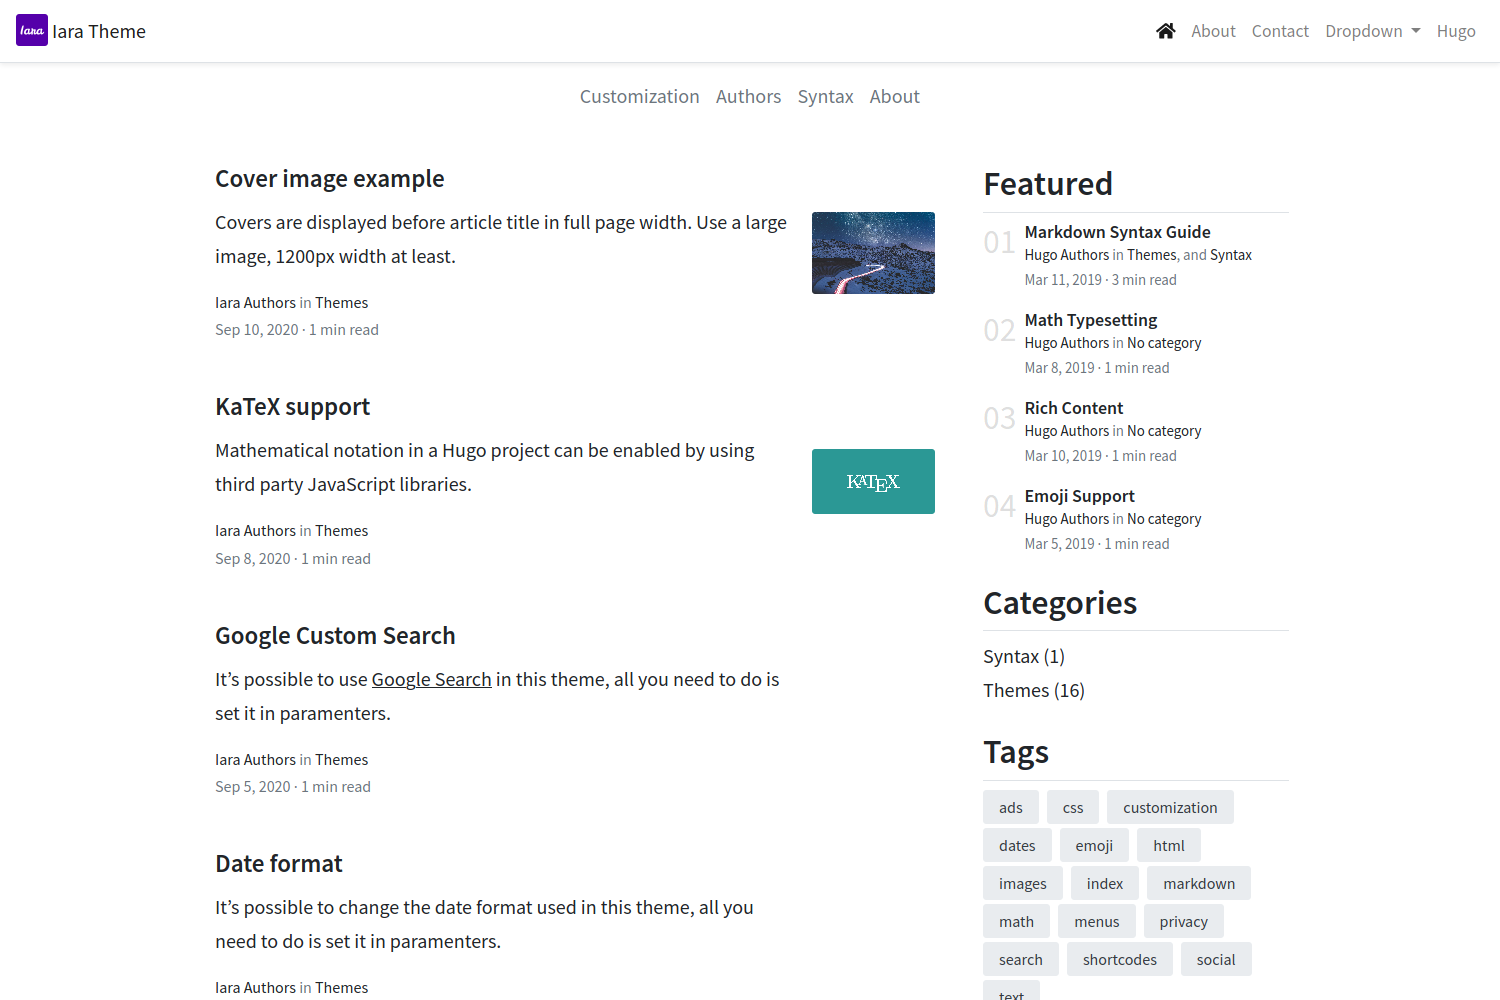 Iara
Iara Theme
About
Contact
Dropdown
Hugo
Customization
Authors
Syntax
About
Cover image example
Covers are displayed before article title in full page width. Use a large
image, 1200px width at least.
Iara Authors in Themes
Sep 10, 2020 · 1 min read
KaTeX support
Mathematical notation in a Hugo project can be enabled by using
third party JavaScript libraries.
KATEX
Iara Authors in Themes
Sep 8, 2020 · 1 min read
Google Custom Search
It’s possible to use Google Search in this theme, all you need to do is
set it in paramenters.
Iara Authors in Themes
Sep 5, 2020 · 1 min read
Date format
It’s possible to change the date format used in this theme, all you
need to do is set it in paramenters.
Iara Authors in Themes
Featured
01
Markdown Syntax Guide
Hugo Authors in Themes, and Syntax
Mar 11, 2019 · 3 min read
02
Math Typesetting
Hugo Authors in No category
Mar 8, 2019 · 1 min read
03
Rich Content
Hugo Authors in No category
Mar 10, 2019 · 1 min read
04
Emoji Support
Hugo Authors in No category
Mar 5, 2019 · 1 min read
Categories
Syntax (1)
Themes (16)
Tags
ads css customization
dates emoji html
images index markdown
math menus privacy
search shortcodes social
text